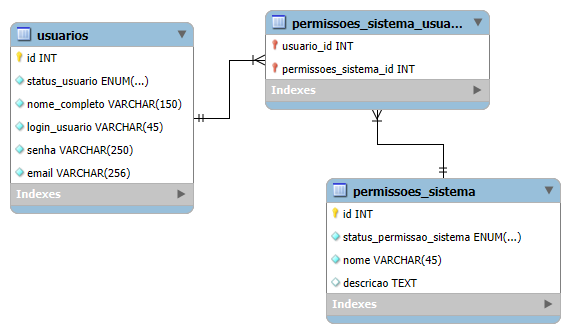 usuarios
id INT
status_usuario ENUM(...)
nome_completo VARCHAR(150)
login_usuario VARCHAR(45)
senha VARCHAR(250)
email VARCHAR(256)
Indexes
permissoes_sistema_usua...
usuario_id INT
permissoes_sistema_id INT
Indexes
permissoes_sistema
id INT
status_permissao_sistema ENUM(...)
nome VARCHAR(45)
descricao TEXT
Indexes